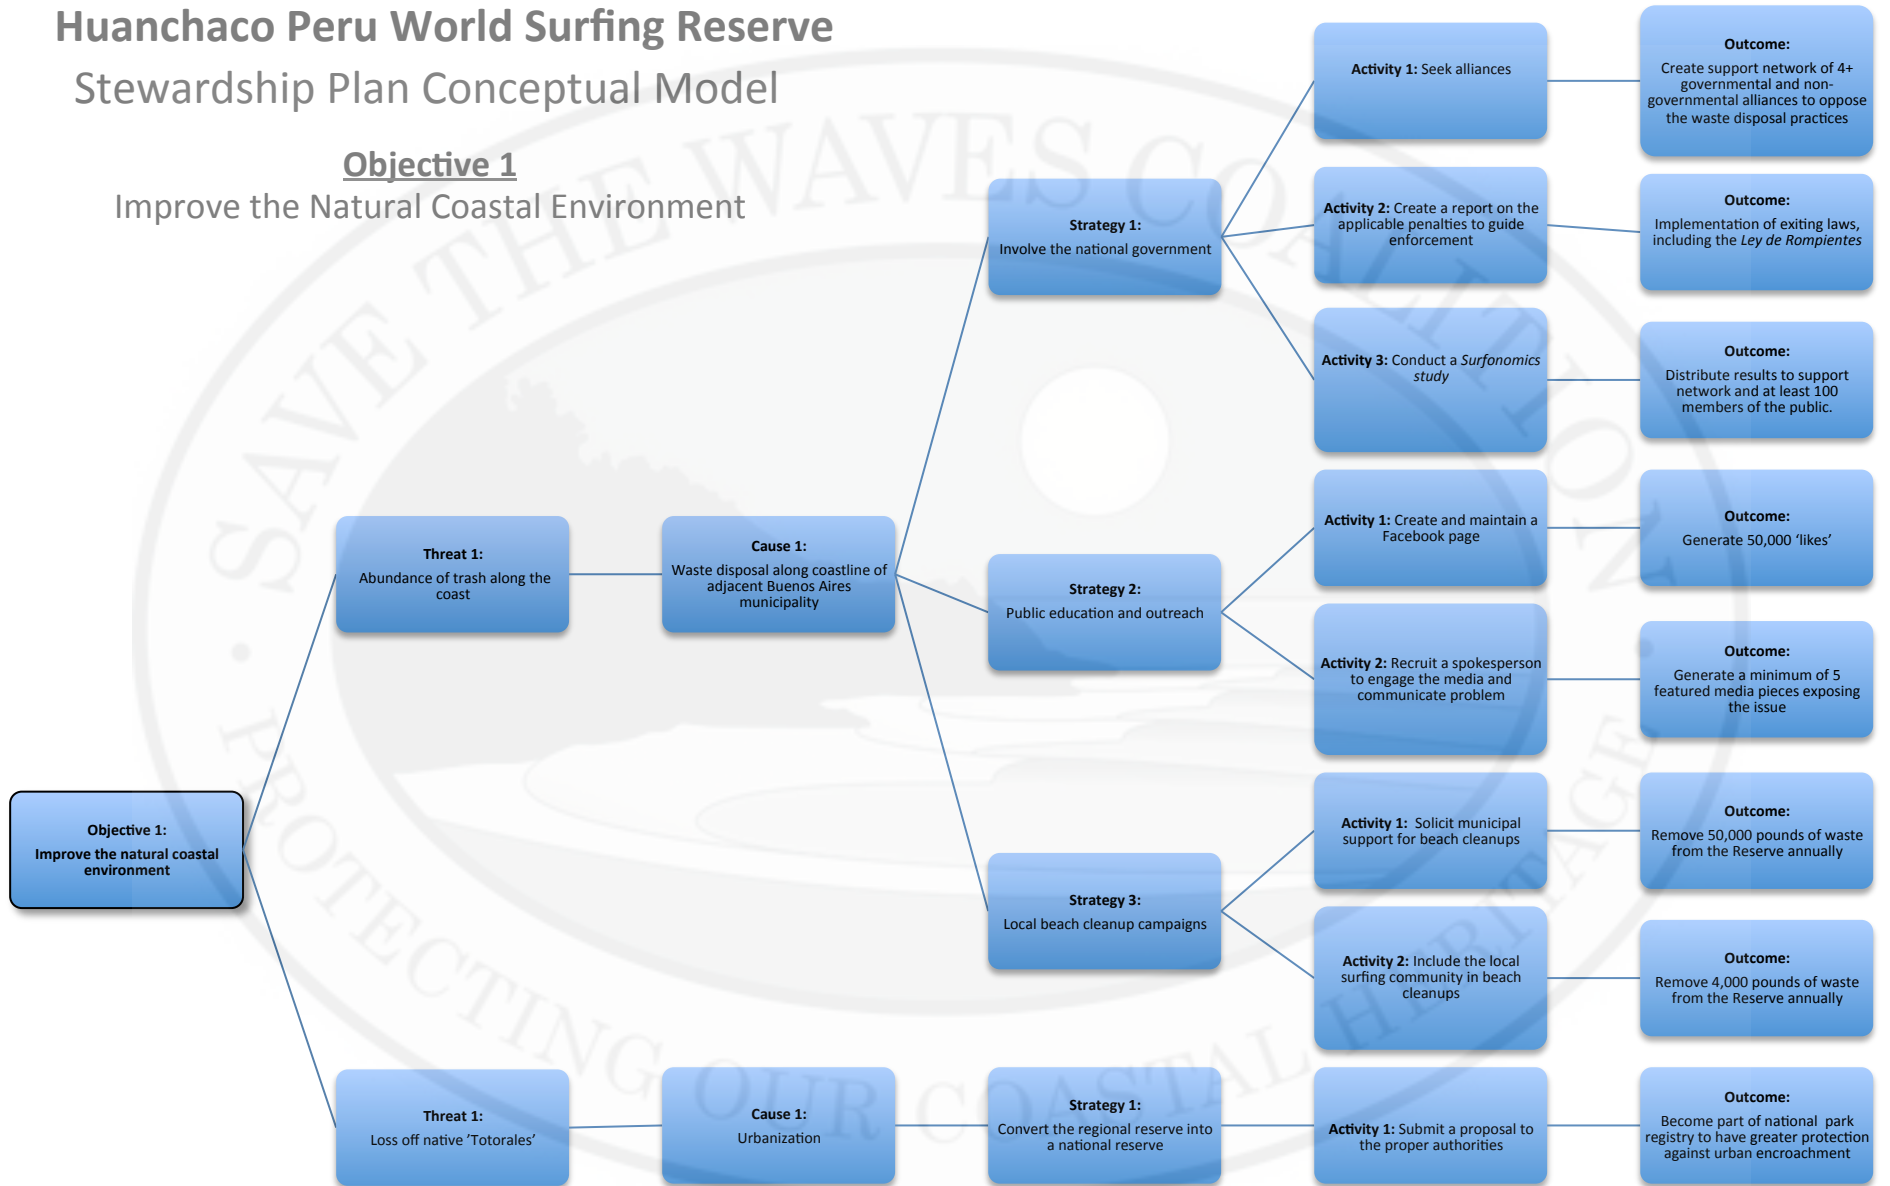 Huanchaco Peru World Surfing Reserve
Stewardship Plan Conceptual Model
Objective 1
Improve the Natural Coastal Environment
SAVE THE WAVES COALITION
PROTECTING OUR COASTAL HERITAGE
Objective 1:
Improve the natural coastal
environment
Threat 1:
Abundance of trash along the
coast
Cause 1:
Waste disposal along coastline of
adjacent Buenos Aires
municipality
Strategy 1:
Involve the national government
Activity 1: Seek alliances
Outcome:
Create support network of 4+
governmental and non-
governmental alliances to oppose
the waste disposal practices
Activity 2: Create a report on the
applicable penalties to guide
enforcement
Outcome:
Implementation of exiting laws,
including the Ley de Rompientes
Activity 3: Conduct a Surfonomics
study
Outcome:
Distribute results to support
network and at least 100
members of the public.
Strategy 2:
Public education and outreach
Activity 1: Create and maintain a
Facebook page
Outcome:
Generate 50,000 ‘likes’
Activity 2: Recruit a spokesperson
to engage the media and
communicate problem
Outcome:
Generate a minimum of 5
featured media pieces exposing
the issue
Strategy 3:
Local beach cleanup campaigns
Activity 1: Solicit municipal
support for beach cleanups
Outcome:
Remove 50,000 pounds of waste
from the Reserve annually
Activity 2: Include the local
surfing community in beach
cleanups
Outcome:
Remove 4,000 pounds of waste
from the Reserve annually
Threat 1:
Loss off native ’Totorales’
Cause 1:
Urbanization
Strategy 1:
Convert the regional reserve into
a national reserve
Activity 1: Submit a proposal to
the proper authorities
Outcome:
Become part of national park
registry to have greater protection
against urban encroachment